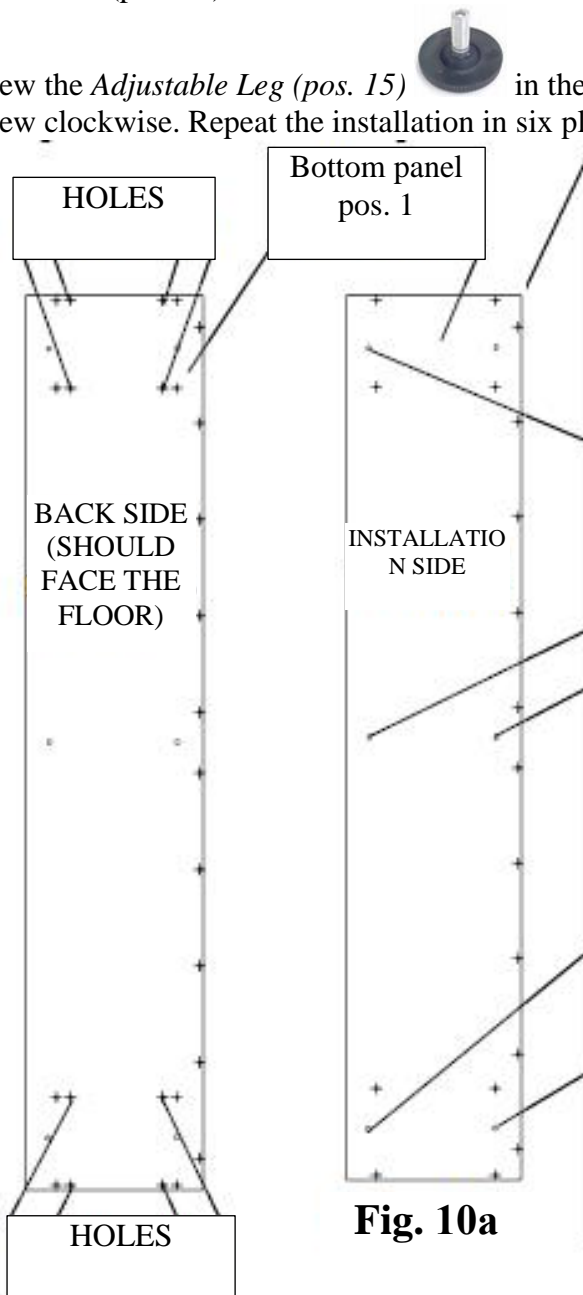 ew the Adjustable Leg (pos. 15) in the
ew clockwise. Repeat the installation in six pl
HOLES
Bottom panel
pos. 1
BACK SIDE
(SHOULD
FACE THE
FLOOR)
INSTALLATIO
N SIDE
HOLES
Fig. 10a